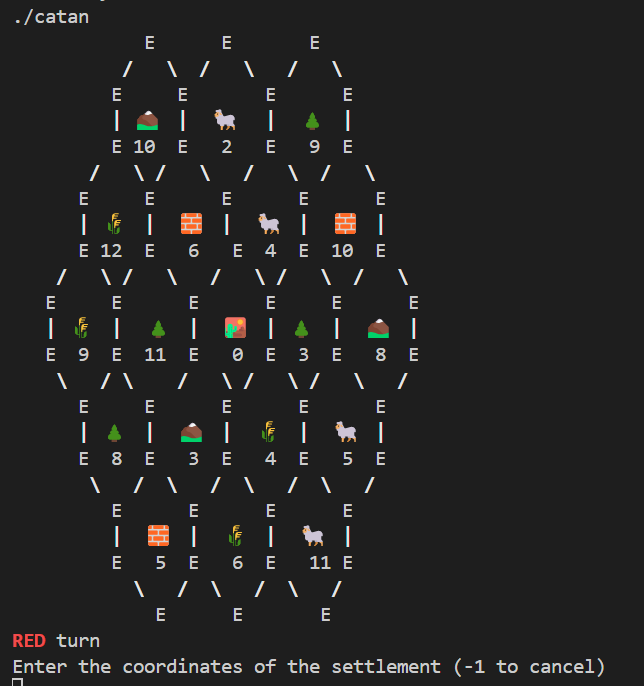 ./catan
E E E
/ \ / \ / \
E E E E
| ⛰️ | 🐑 | 🌲 |
E 10 E 2 E 9 E
/ \ / \ / \ / \
E E E E E
| 🌾 | 🧱 | 🐑 | 🧱 |
E 12 E 6 E 4 E 10 E
/ \ / \ / \ / \ / \
E E E E E E
| 🌾 | 🌲 | 🏜️ | 🌲 | ⛰️ |
E 9 E 11 E 0 E 3 E 8 E
\ / \ / \ / \ / \ /
E E E E E
| 🌲 | ⛰️ | 🌾 | 🐑 |
E 8 E 3 E 4 E 5 E
\ / \ / \ / \ /
E E E E
| 🧱 | 🌾 | 🐑 |
E 5 E 6 E 11 E
\ / \ / \ /
E E E
RED turn
Enter the coordinates of the settlement (-1 to cancel)